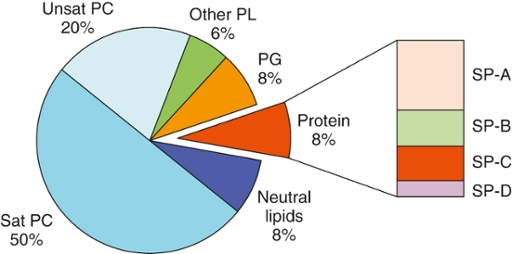 Unsat PC
20%
Other PL
6%
PG
8%
Protein
8%
Neutral
lipids
8%
Sat PC
50%
SP-A
SP-B
SP-C
SP-D